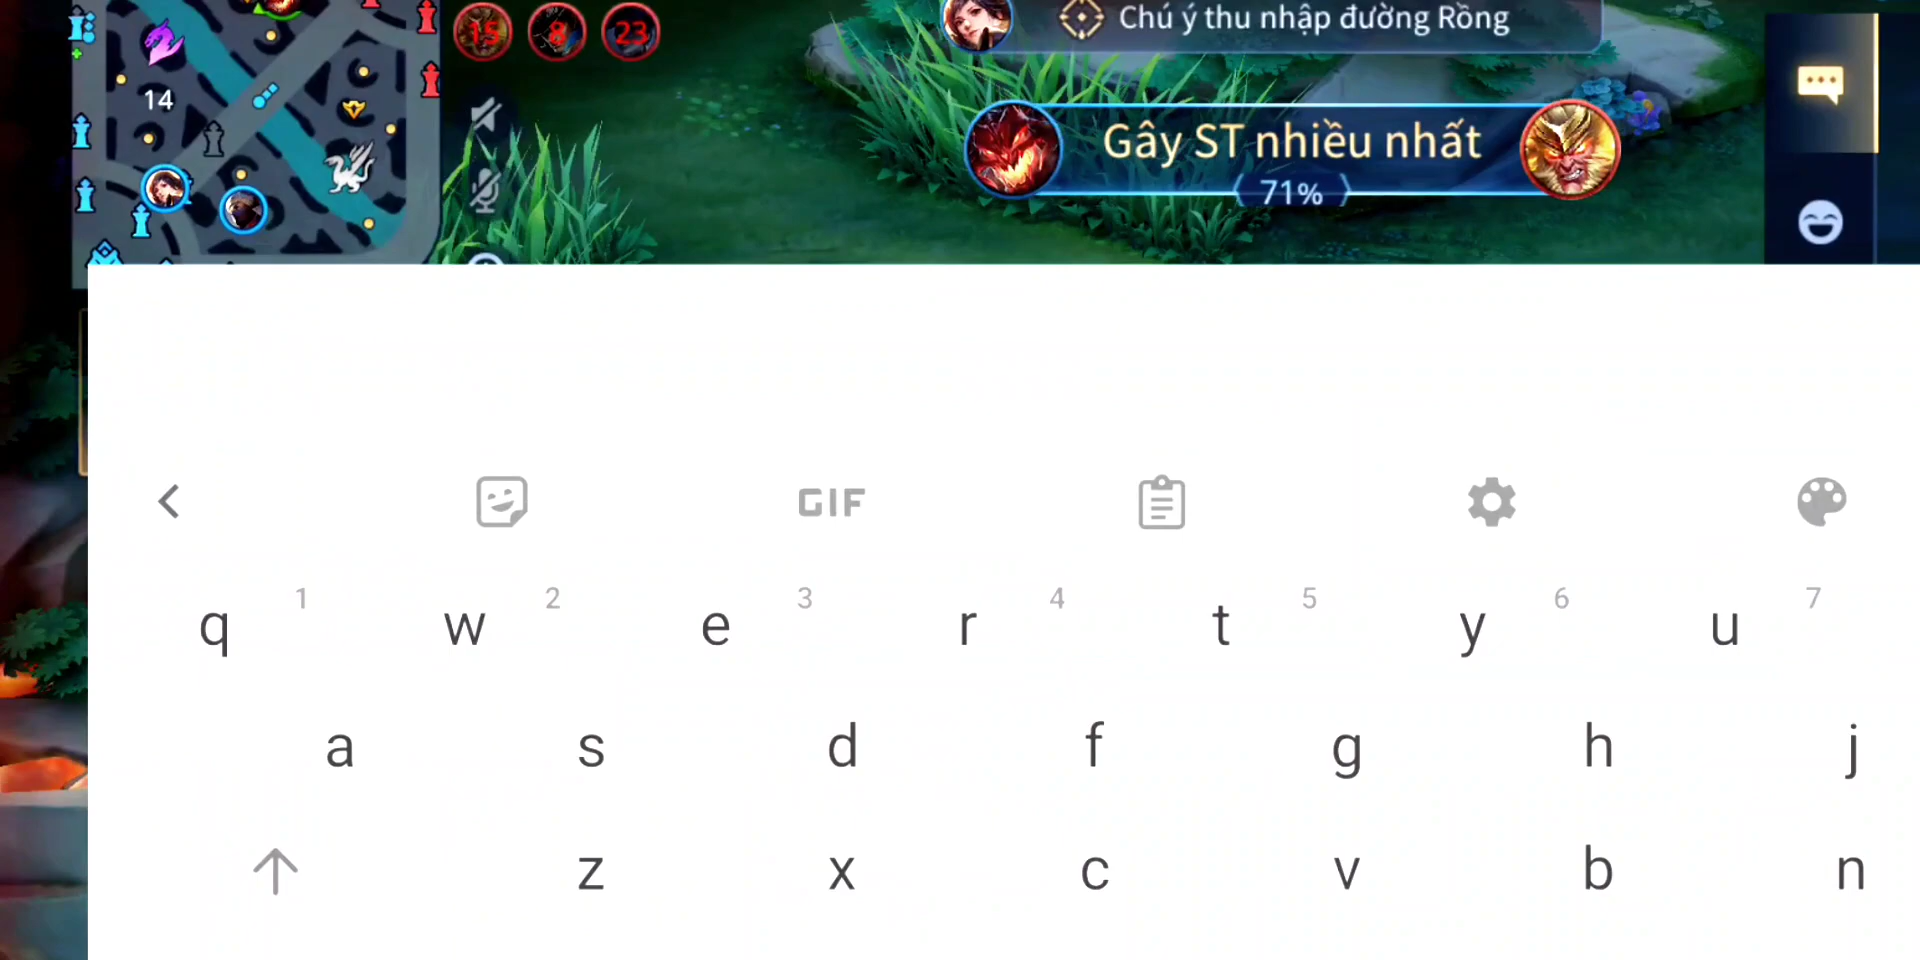 15 8 23
Chú ý thu nhập đường Rồng
14
Gây ST nhiều nhất
71%
GIF
1 2 3 4 5 6 7
q w e r t y u
a s d f g h j
z x c v b n